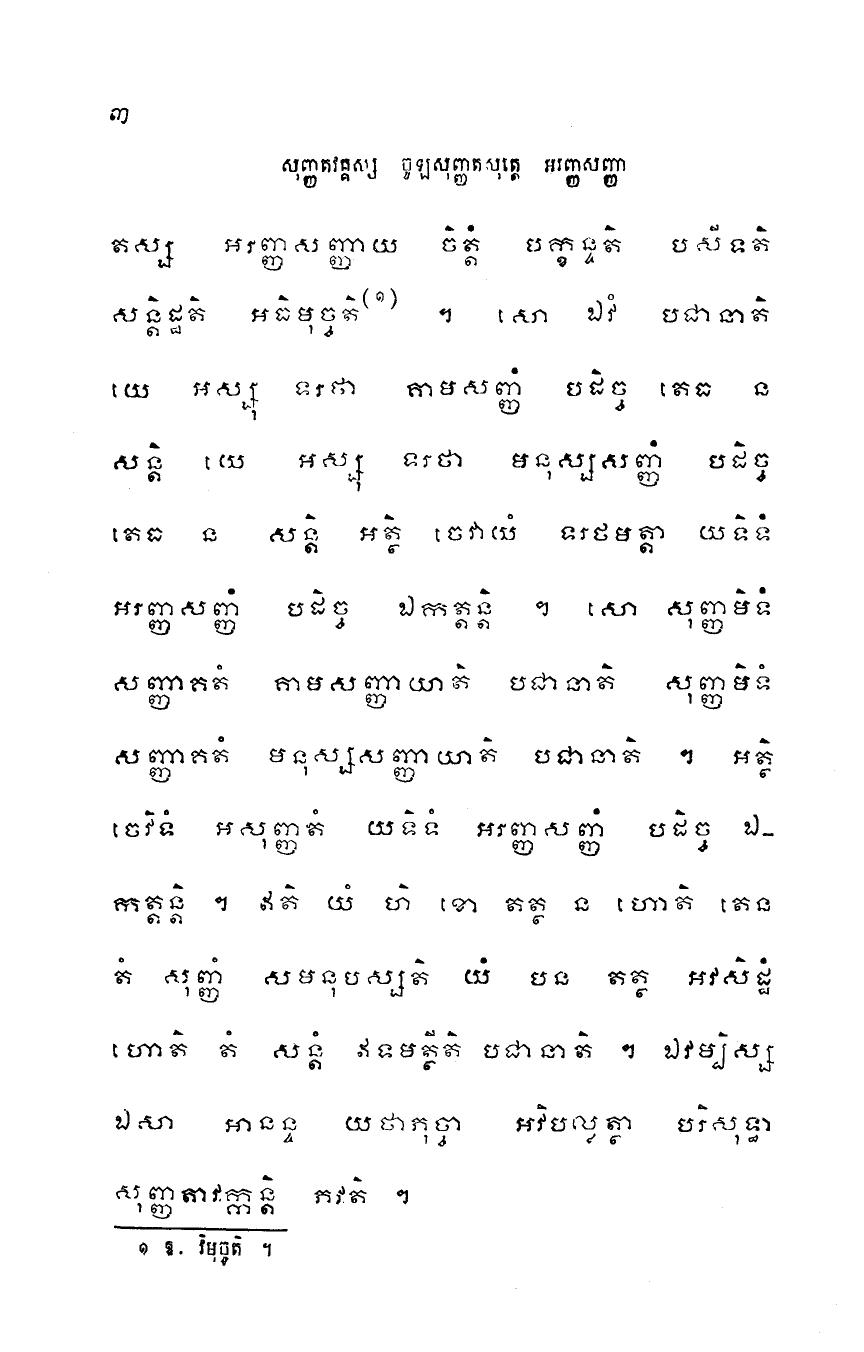 ៣
សុញ្ញតវគ្គស្ស ចូឡសុញ្ញតសុត្តេ អរញ្ញសញ្ញា
តស្ស អរញ្ញសញ្ញាយ ចិត្តំ បក្ខន្ទតិ បសីទតិ
សន្តិដ្ឋតិ អធិមុច្ចតិ(១) ។ សោ ឯវំ បជានាតិ
យេ អស្សុ ទរថា គាមសញ្ញំ បដិច្ច តេធ ន
សន្តិ យេ អស្សុ ទរថា មនុស្សសញ្ញំ បដិច្ច
តេធ ន សន្តិ អត្ថិ ចេវាយំ ទរថមត្តា យទិទំ
អរញ្ញសញ្ញំ បដិច្ច ឯកត្តន្តិ ។ សោ សុញ្ញមិទំ
សញ្ញាគតំ គាមសញ្ញាយាតិ បជានាតិ សុញ្ញមិទំ
សញ្ញាគតំ មនុស្សសញ្ញាយាតិ បជានាតិ ។ អត្ថិ
ចេវិទំ អសុញ្ញតំ យទិទំ អរញ្ញសញ្ញំ បដិច្ច ឯ-
កត្តន្តិ ។ ឥតិ យំ ហិ ខោ តត្ថ ន ហោតិ តេន
តំ សុញ្ញំ សមនុបស្សតិ យំ បន តត្ថ អវសិដ្ឋំ
ហោតិ តំ សន្តំ ឥទមត្ថីតិ បជានាតិ ។ ឯវម្បិស្ស
ឯសា អានន្ទ យថាភុច្ចា អវិបល្លត្ថា បរិសុទ្ធា
សុញ្ញតាវក្កន្តិ ភវតិ ។
១ ឱ. វិមុច្ចតិ ។